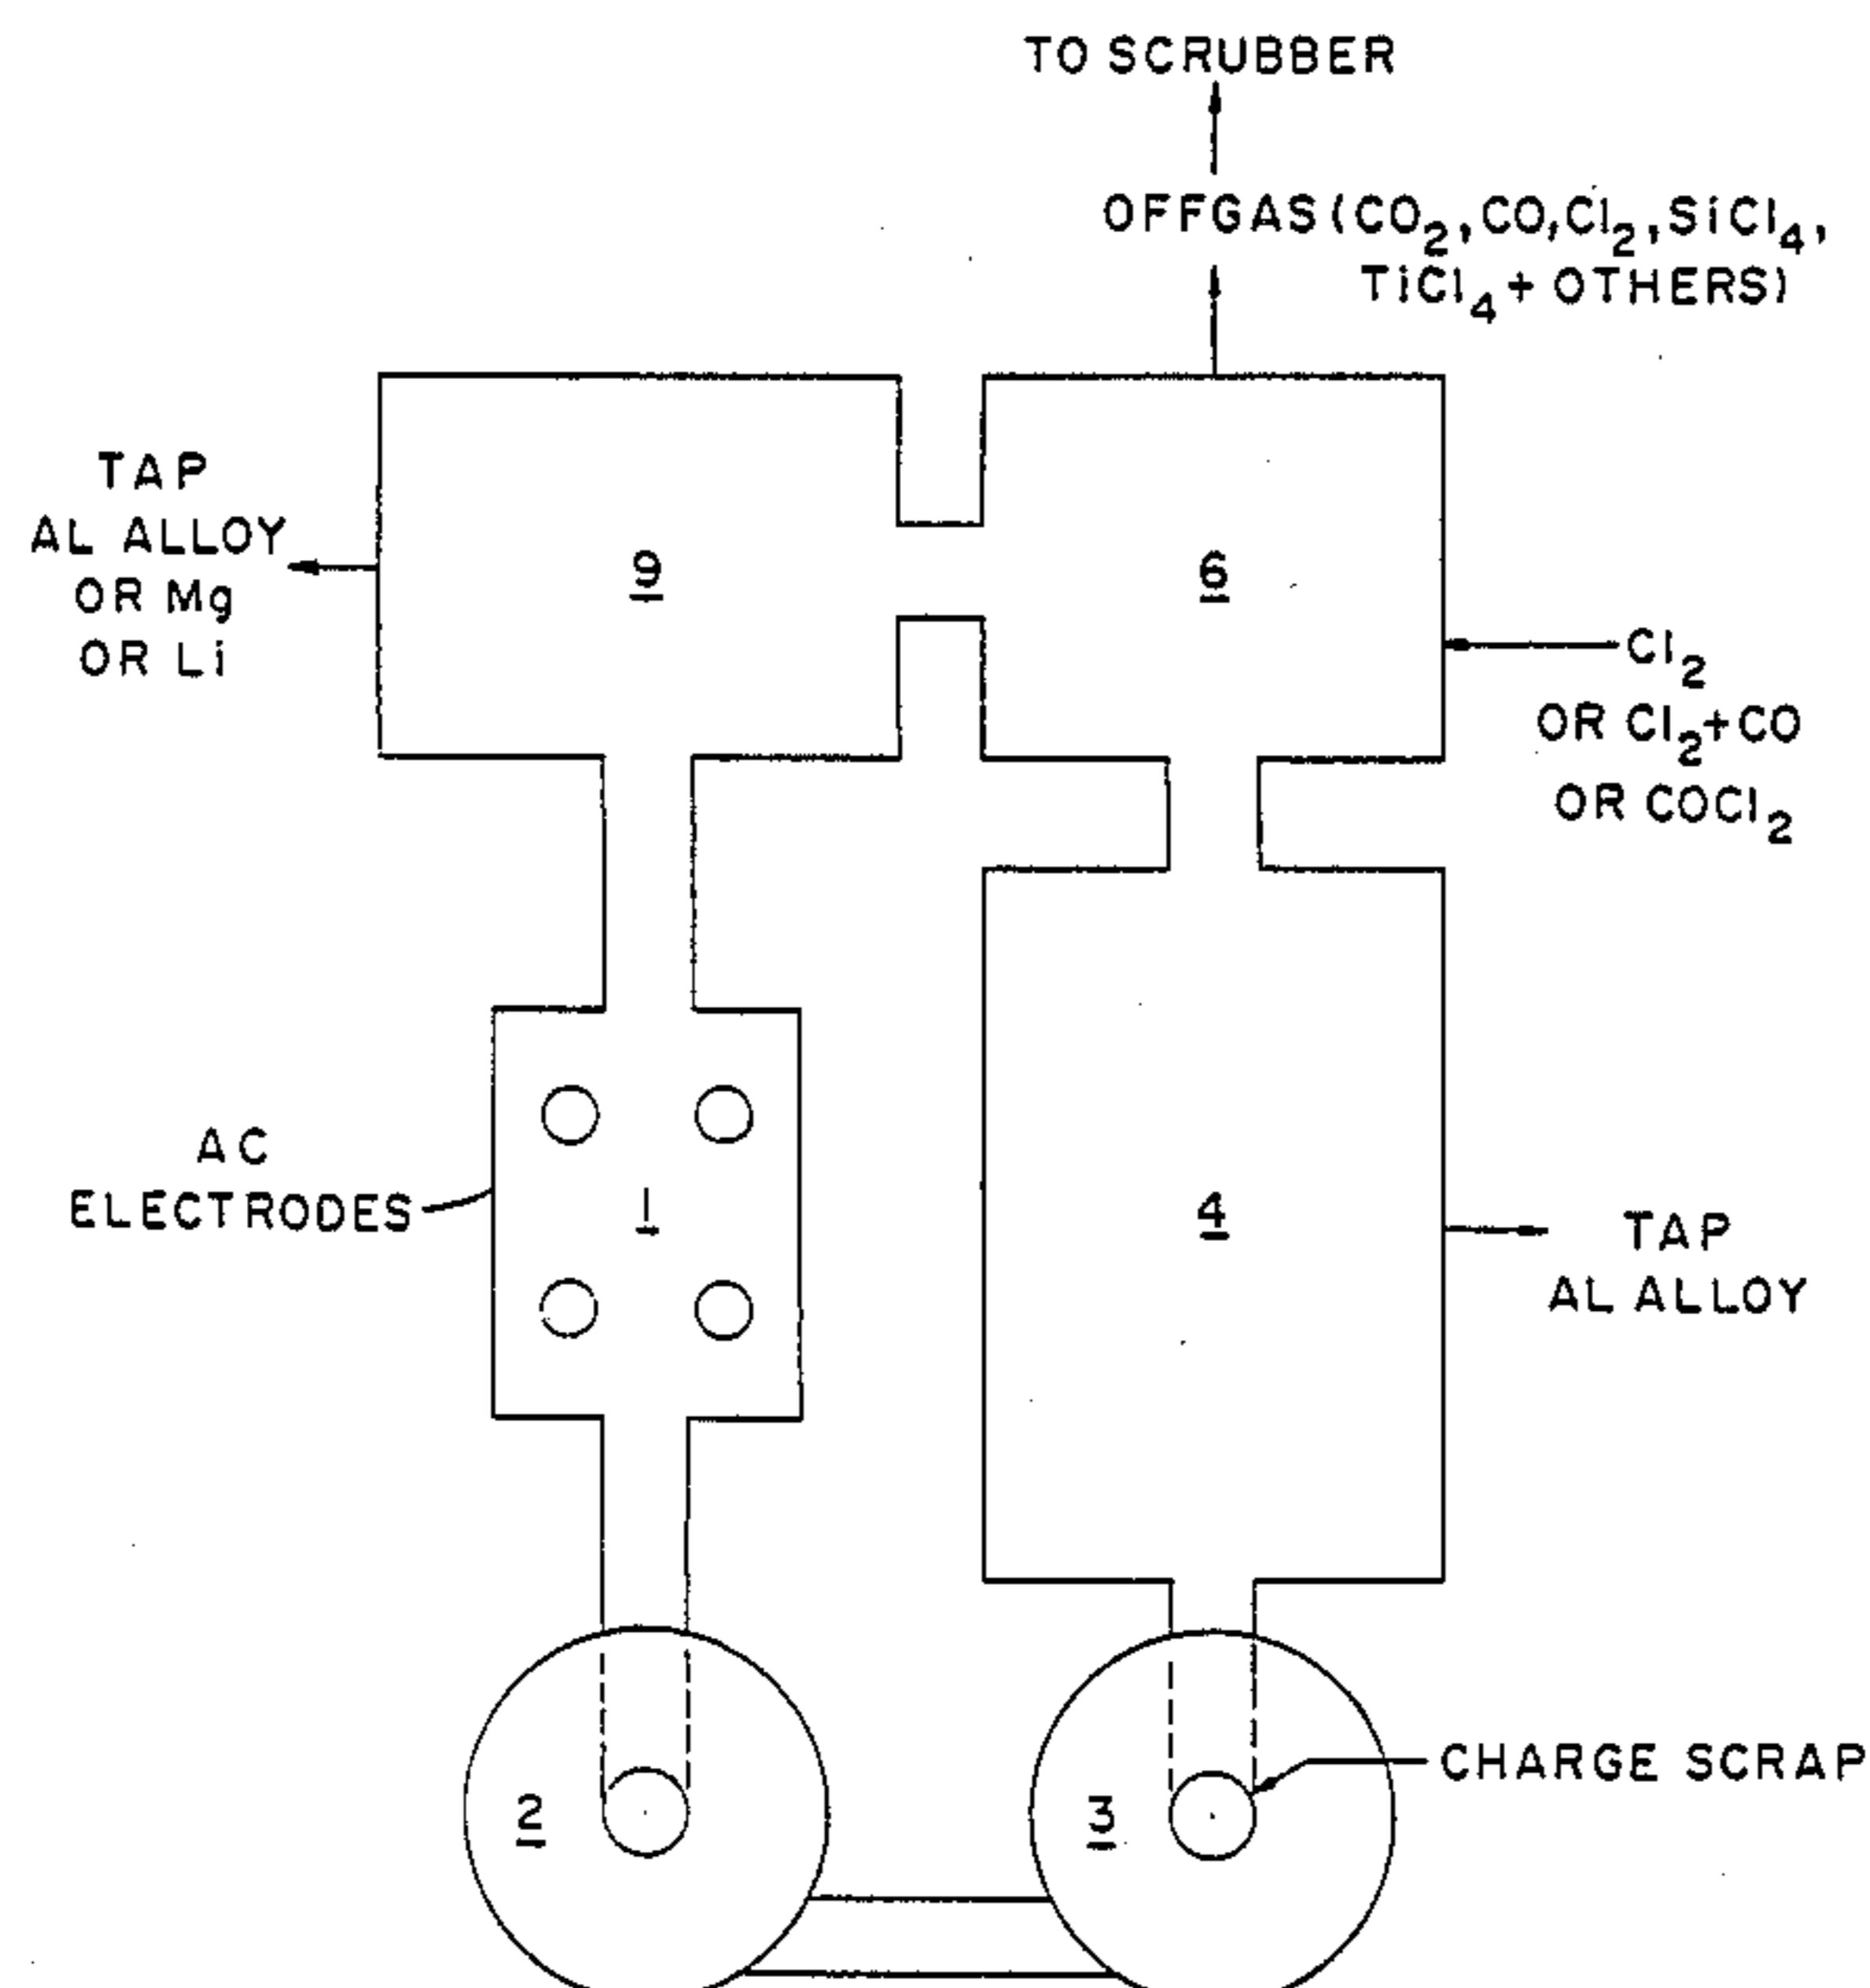 TO SCRUBBER
OFFGAS (CO₂, CO, Cl₂, SiCl₄,
TiCl₄ + OTHERS)
TAP
AL ALLOY
OR Mg
OR Li
9
6
Cl₂
OR Cl₂+CO
OR COCl₂
AC
ELECTRODES
1
4
TAP
AL ALLOY
2
3
CHARGE SCRAP